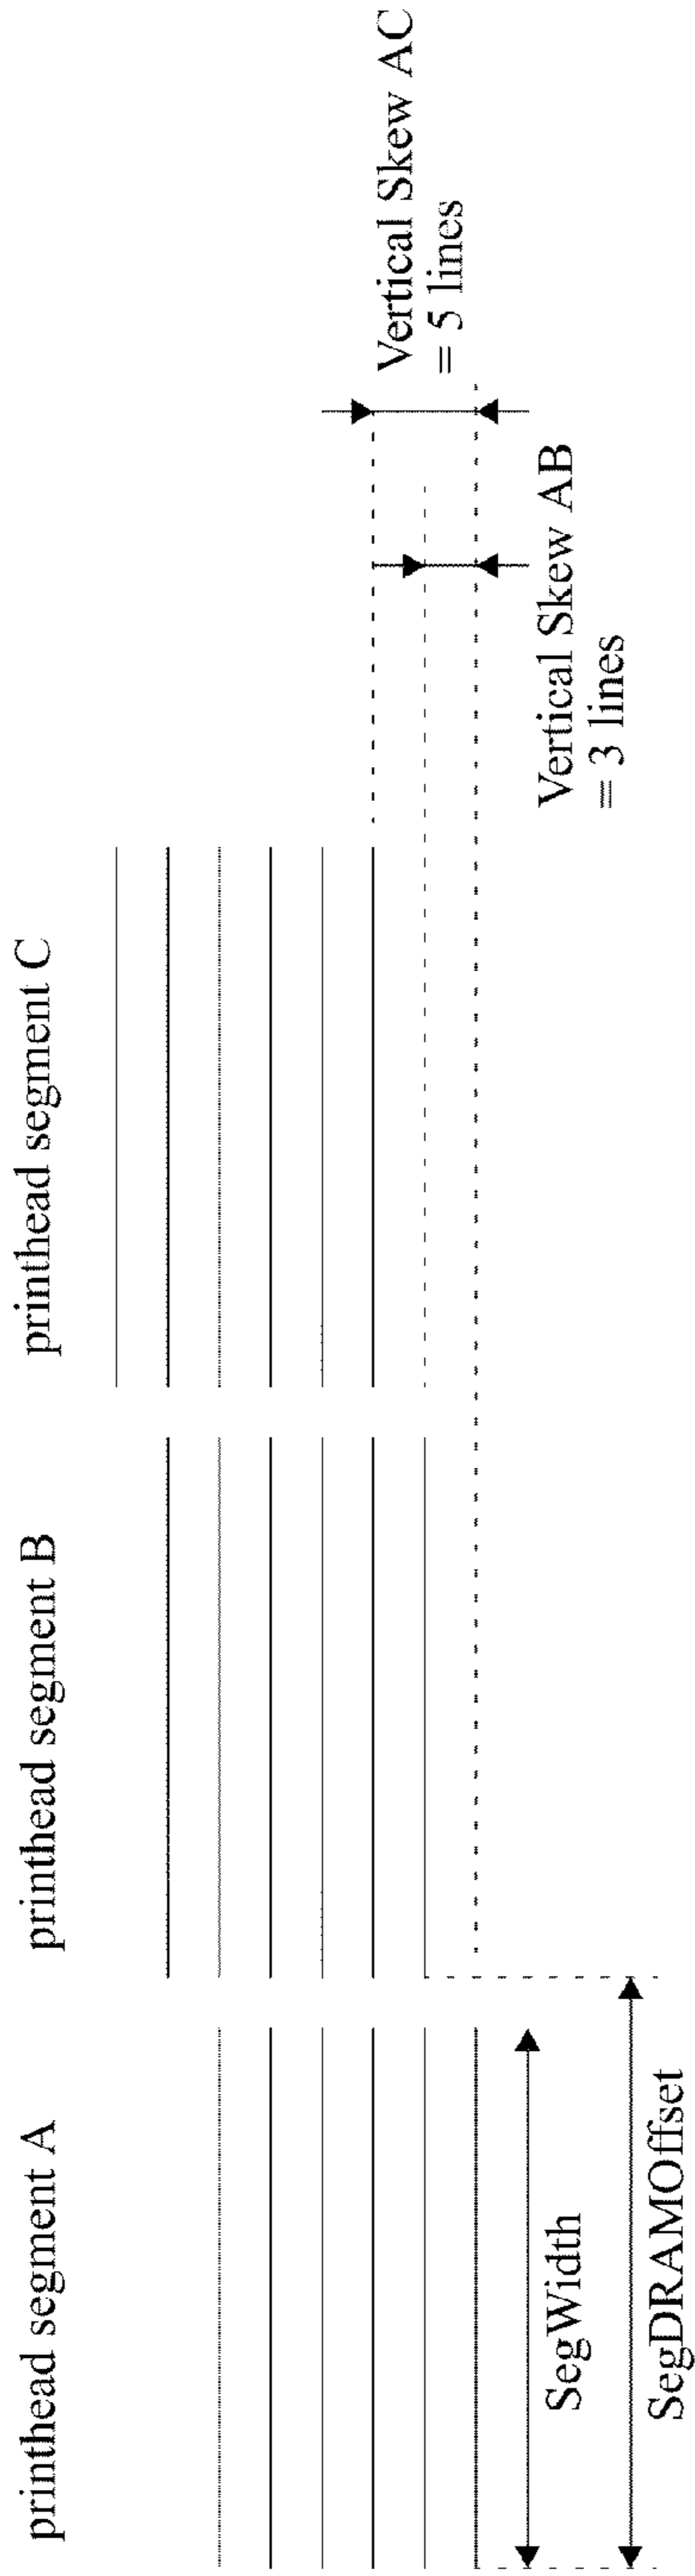 printhead segment A
printhead segment B
printhead segment C
Vertical Skew AC
= 5 lines
Vertical Skew AB
= 3 lines
SegWidth
SegDRAMOffset